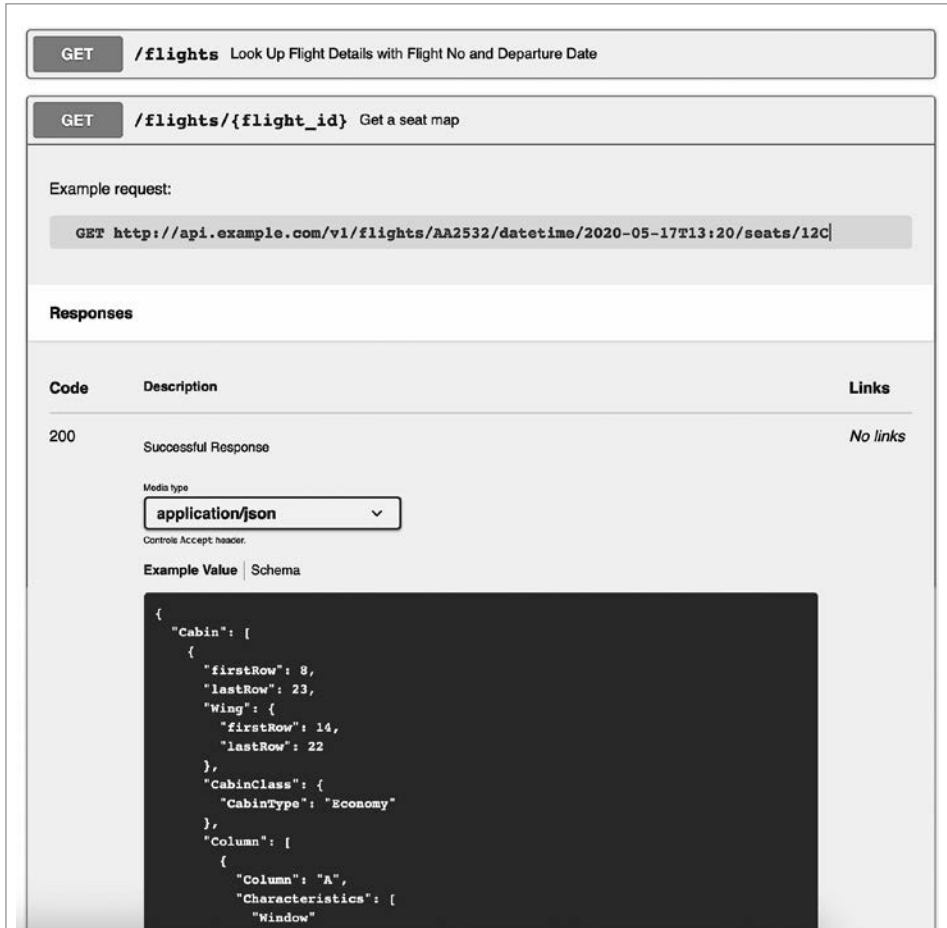 GET /flights Look Up Flight Details with Flight No and Departure Date
GET /flights/{flight_id} Get a seat map
Example request:
GET http://api.example.com/v1/flights/AA2532/datetime/2020-05-17T13:20/seats/12C
Responses
Code Description Links
200 Successful Response No links
Media type
application/json
Controls Accept header.
Example Value Schema
{
"Cabin": [
{
"firstRow": 8,
"lastRow": 23,
"Wing": {
"firstRow": 14,
"lastRow": 22
},
"CabinClass": {
"CabinType": "Economy"
},
"Column": [
{
"Column": "A",
"Characteristics": [
"Window"